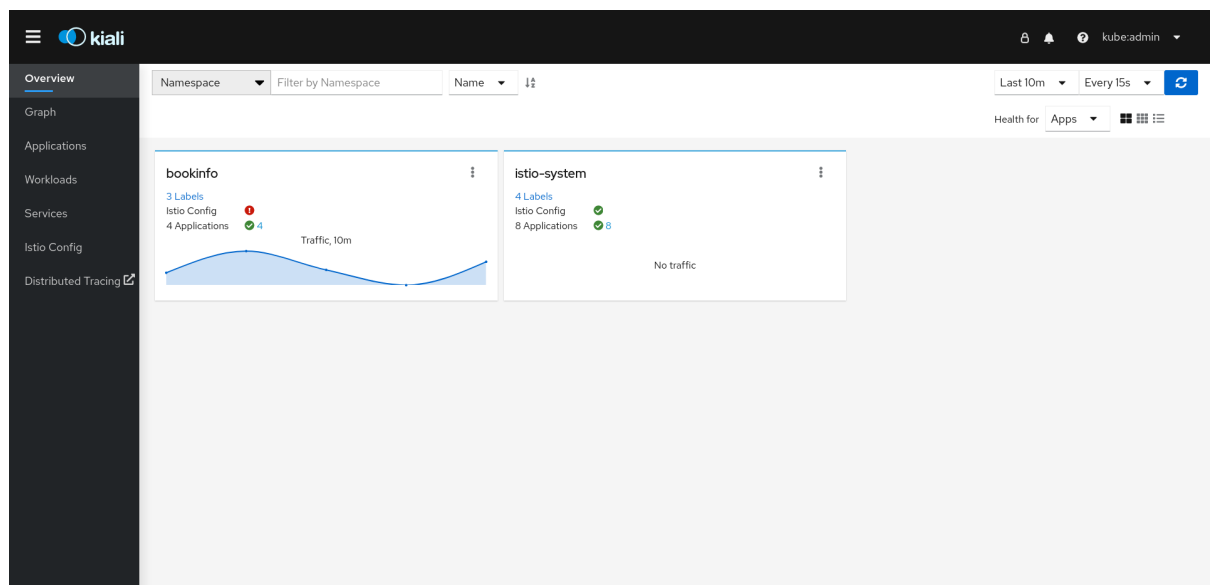 kiali
kube:admin
Overview
Graph
Applications
Workloads
Services
Istio Config
Distributed Tracing
Namespace Filter by Namespace Name
Last 10m Every 15s
Health for Apps
bookinfo
3 Labels
Istio Config
4 Applications 4
Traffic, 10m
istio-system
4 Labels
Istio Config
8 Applications 8
No traffic